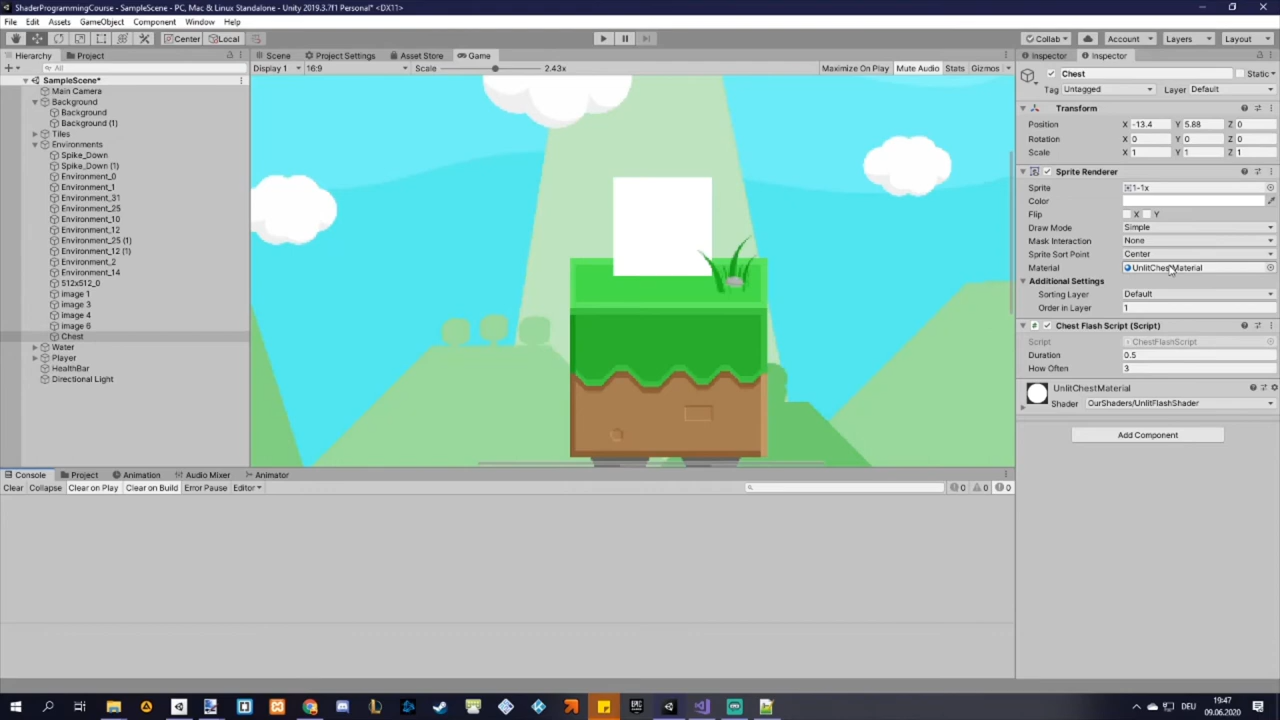 ShaderProgrammingCourse - SampleScene - PC, Mac & Linux Standalone - Unity 2019.3.7f1 Personal* <DX11>
File Edit Assets GameObject Component Window Help
Center Local
Collab Account Layers Layout
Hierarchy Project
Scene Project Settings Asset Store Game
Inspector Inspector
All
Display 1 16:9 Scale 2.43x Maximize On Play Mute Audio Stats Gizmos
SampleScene*
Main Camera
Background
Background
Background (1)
Tiles
Environments
Spike_Down
Spike_Down (1)
Environment_0
Environment_1
Environment_31
Environment_25
Environment_10
Environment_12
Environment_25 (1)
Environment_12 (1)
Environment_2
Environment_14
512x512_0
image 1
image 3
image 4
image 6
Chest
Water
Player
HealthBar
Directional Light
Chest Static
Tag Untagged Layer Default
Transform
Position X -13.4 Y 5.88 Z 0
Rotation X 0 Y 0 Z 0
Scale X 1 Y 1 Z 1
Sprite Renderer
Sprite 1-1x
Color
Flip X Y
Draw Mode Simple
Mask Interaction None
Sprite Sort Point Center
Material UnlitChestMaterial
Additional Settings
Sorting Layer Default
Order in Layer 1
Chest Flash Script (Script)
Script ChestFlashScript
Duration 0.5
How Often 3
UnlitChestMaterial
Shader OurShaders/UnlitFlashShader
Add Component
Console Project Animation Audio Mixer Animator
Clear Collapse Clear on Play Clear on Build Error Pause Editor
0 0 0
DEU
19:47
09.06.2020